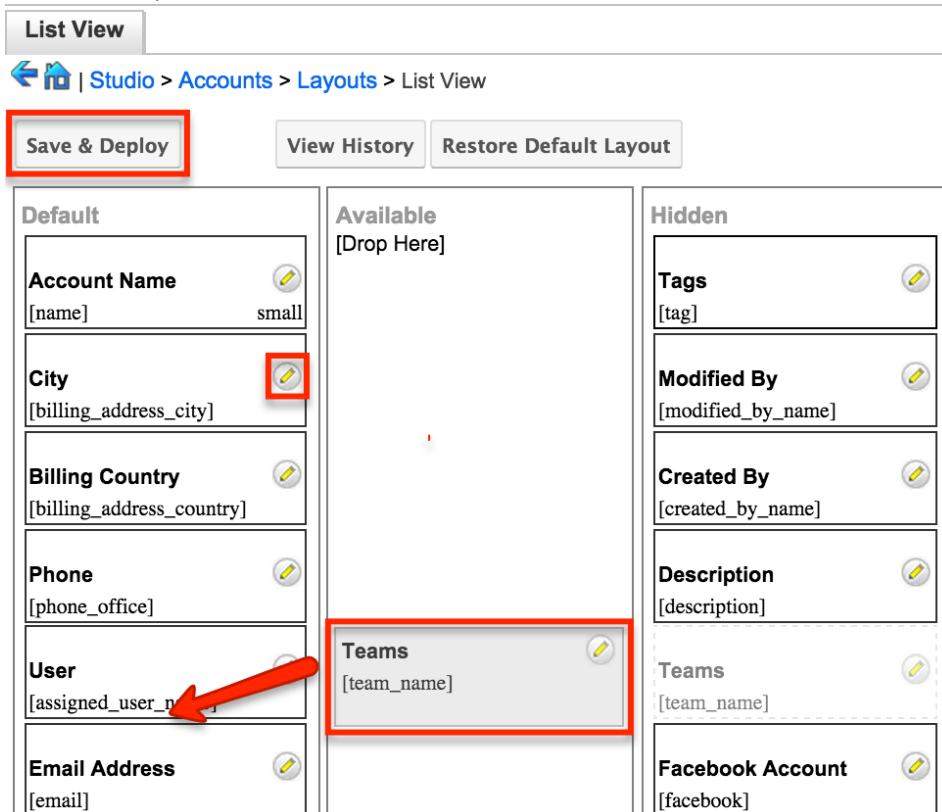 List View
| Studio > Accounts > Layouts > List View
Save & Deploy
View History
Restore Default Layout
Default
Account Name
[name] small
City
[billing_address_city]
Billing Country
[billing_address_country]
Phone
[phone_office]
User
Email Address
[email]
Available
[Drop Here]
Teams
[team_name]
Hidden
Tags
[tag]
Modified By
[modified_by_name]
Created By
[created_by_name]
Description
[description]
Teams
[team_name]
Facebook Account
[facebook]